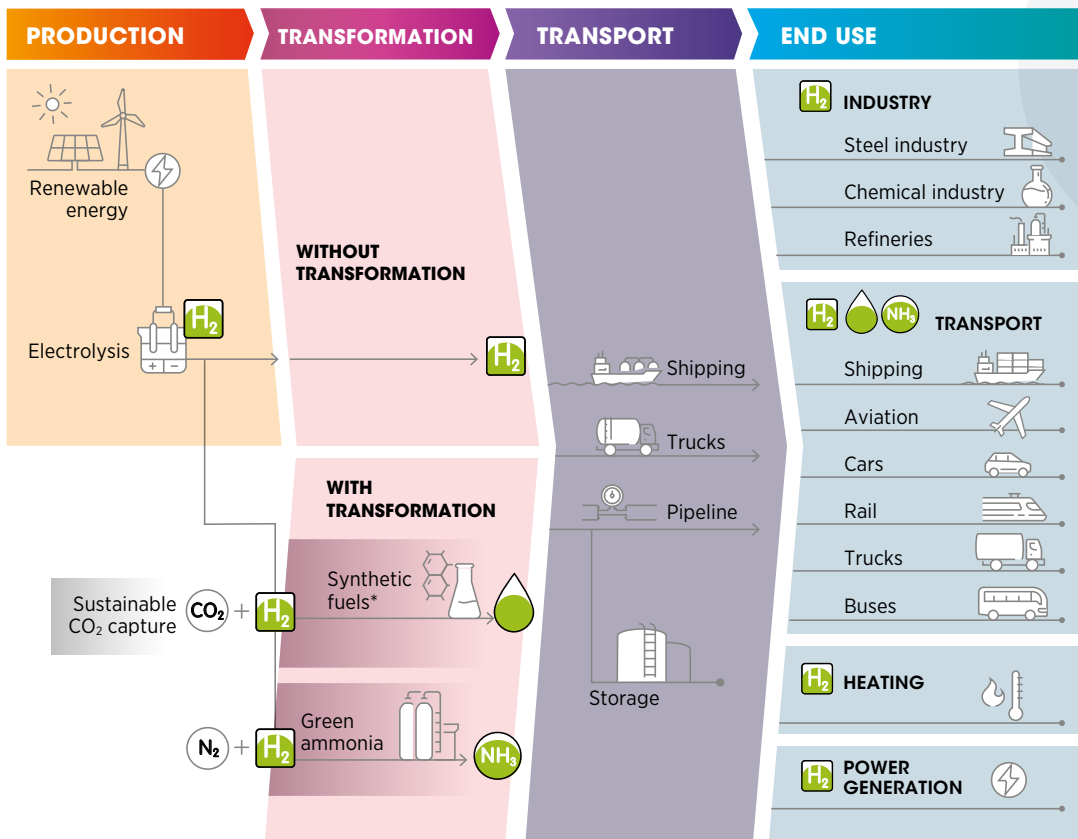 PRODUCTION
TRANSFORMATION
TRANSPORT
END USE
Renewable
energy
Electrolysis
H₂
WITHOUT
TRANSFORMATION
H₂
WITH
TRANSFORMATION
Sustainable
CO₂ capture
CO₂ + H₂
Synthetic
fuels*
N₂ + H₂
Green
ammonia
NH₃
Shipping
Trucks
Pipeline
Storage
H₂ INDUSTRY
Steel industry
Chemical industry
Refineries
H₂ NH₃ TRANSPORT
Shipping
Aviation
Cars
Rail
Trucks
Buses
H₂ HEATING
H₂ POWER
GENERATION